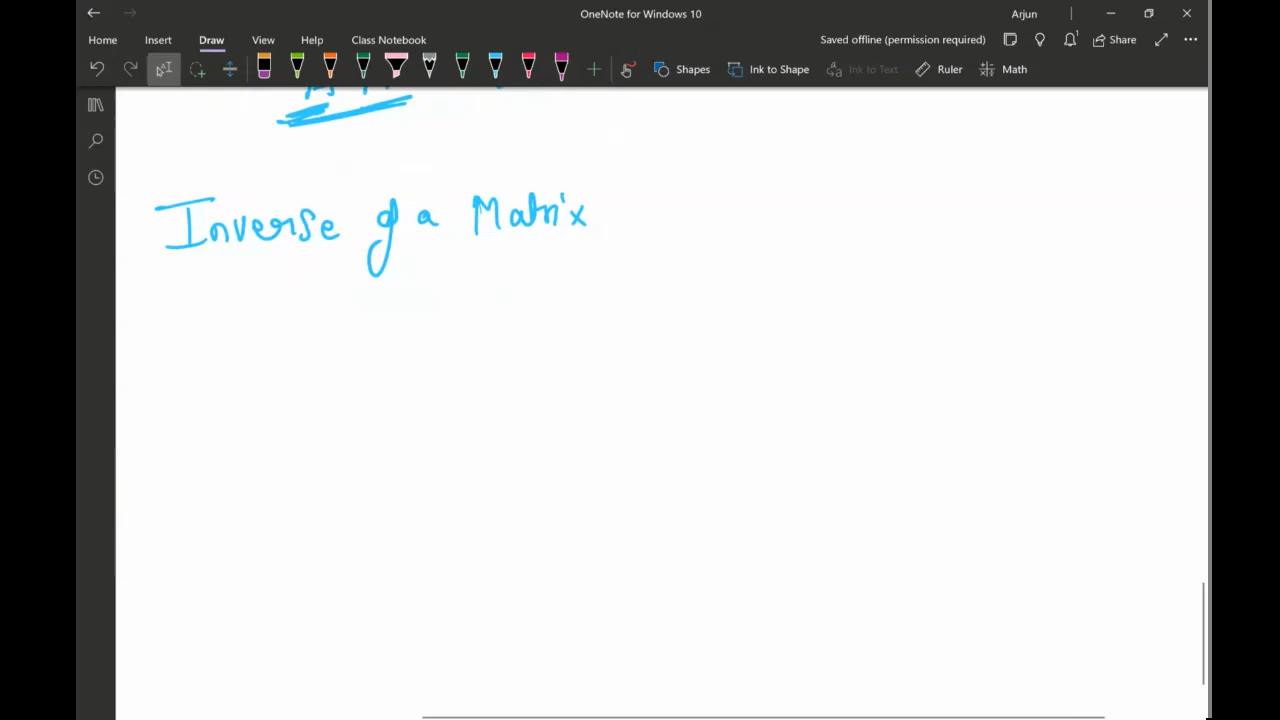 OneNote for Windows 10
Arjun
Home Insert Draw View Help Class Notebook
Saved offline (permission required)
Share
Shapes
Ink to Shape
Ink to Text
Ruler
Math
Inverse of a Matrix